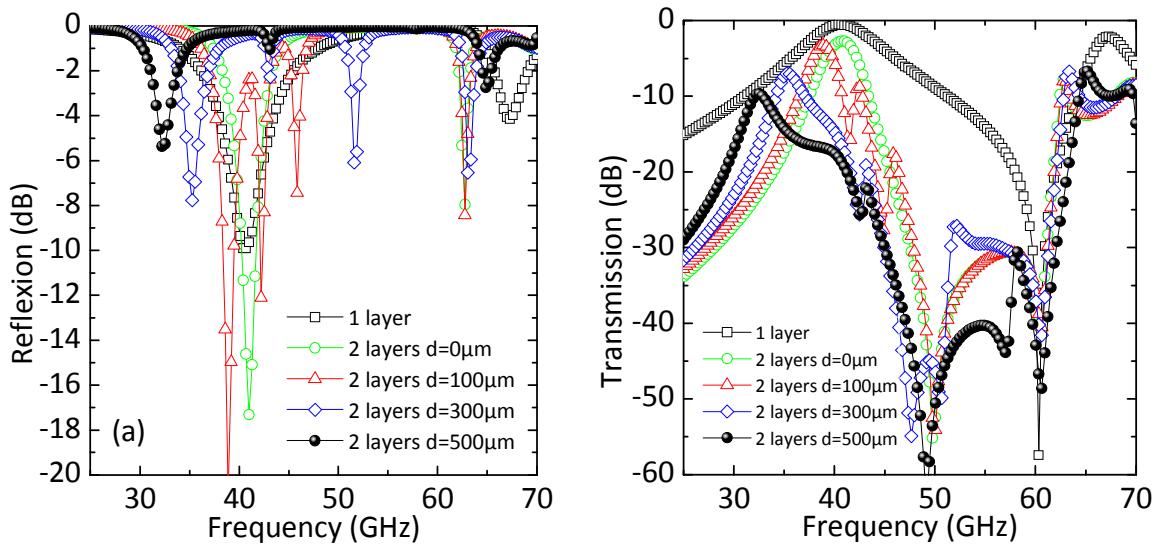 0
-2
-4
-6
-8
-10
-12
-14
-16
-18
-20
Reflexion (dB)
1 layer
2 layers d=0µm
2 layers d=100µm
2 layers d=300µm
2 layers d=500µm
(a)
30 40 50 60 70
Frequency (GHz)
0
-10
-20
-30
-40
-50
-60
Transmission (dB)
1 layer
2 layers d=0µm
2 layers d=100µm
2 layers d=300µm
2 layers d=500µm
30 40 50 60 70
Frequency (GHz)